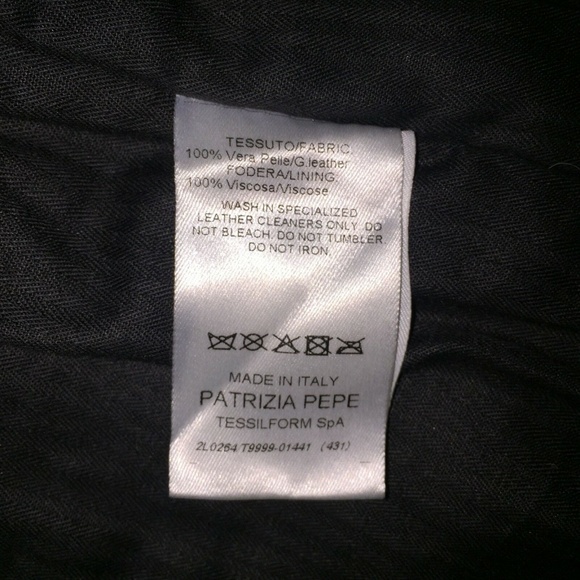 TESSUTO/FABRIC
100% Vera Pelle/G.leather
FODERA/LINING
100% Viscosa/Viscose
WASH IN SPECIALIZED
LEATHER CLEANERS ONLY. DO
NOT BLEACH. DO NOT TUMBLER.
DO NOT IRON.
MADE IN ITALY
PATRIZIA PEPE
TESSILFORM SpA
2L0264/T9999-01441 (431)